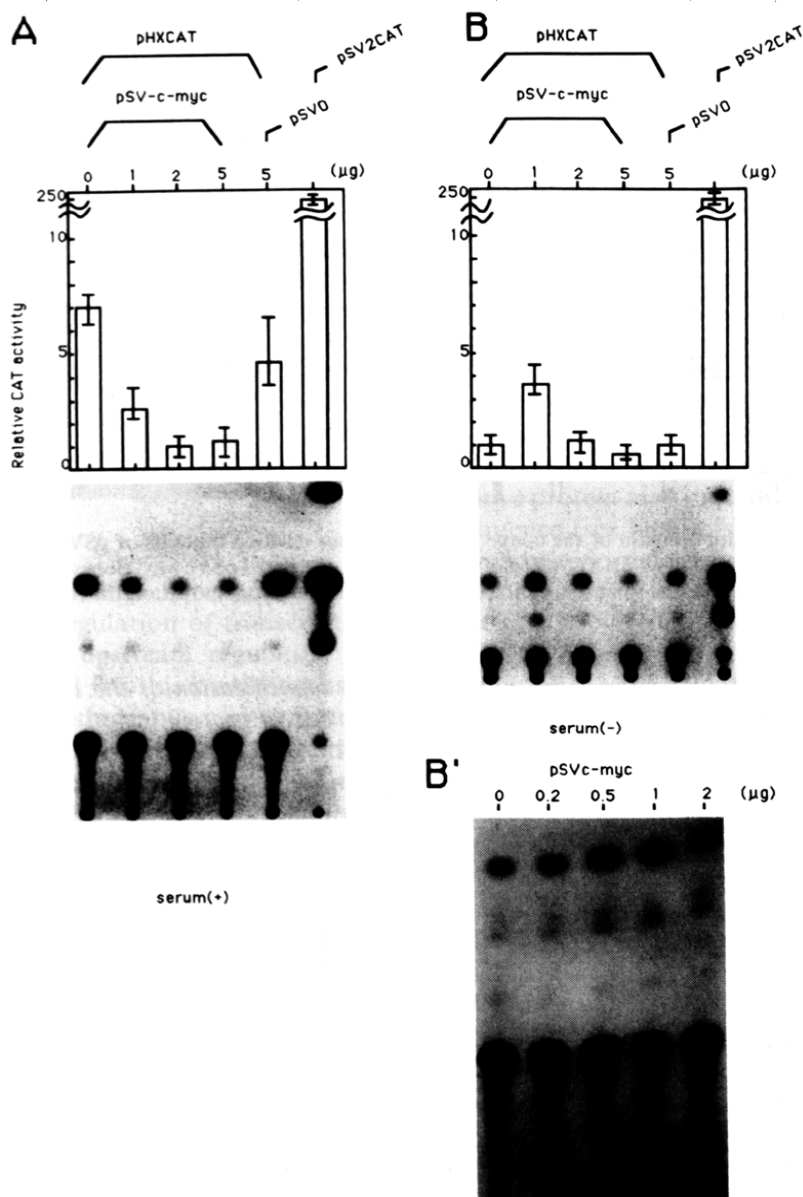 A
pHXCAT
pSV-c-myc
pSV0
pSV2CAT
0 1 2 5 5 (μg)
250
10
5
0
Relative CAT activity
serum(+)
B
pHXCAT
pSV-c-myc
pSV0
pSV2CAT
0 1 2 5 5 (μg)
250
10
5
0
serum(-)
B'
pSVc-myc
0 0.2 0.5 1 2 (μg)